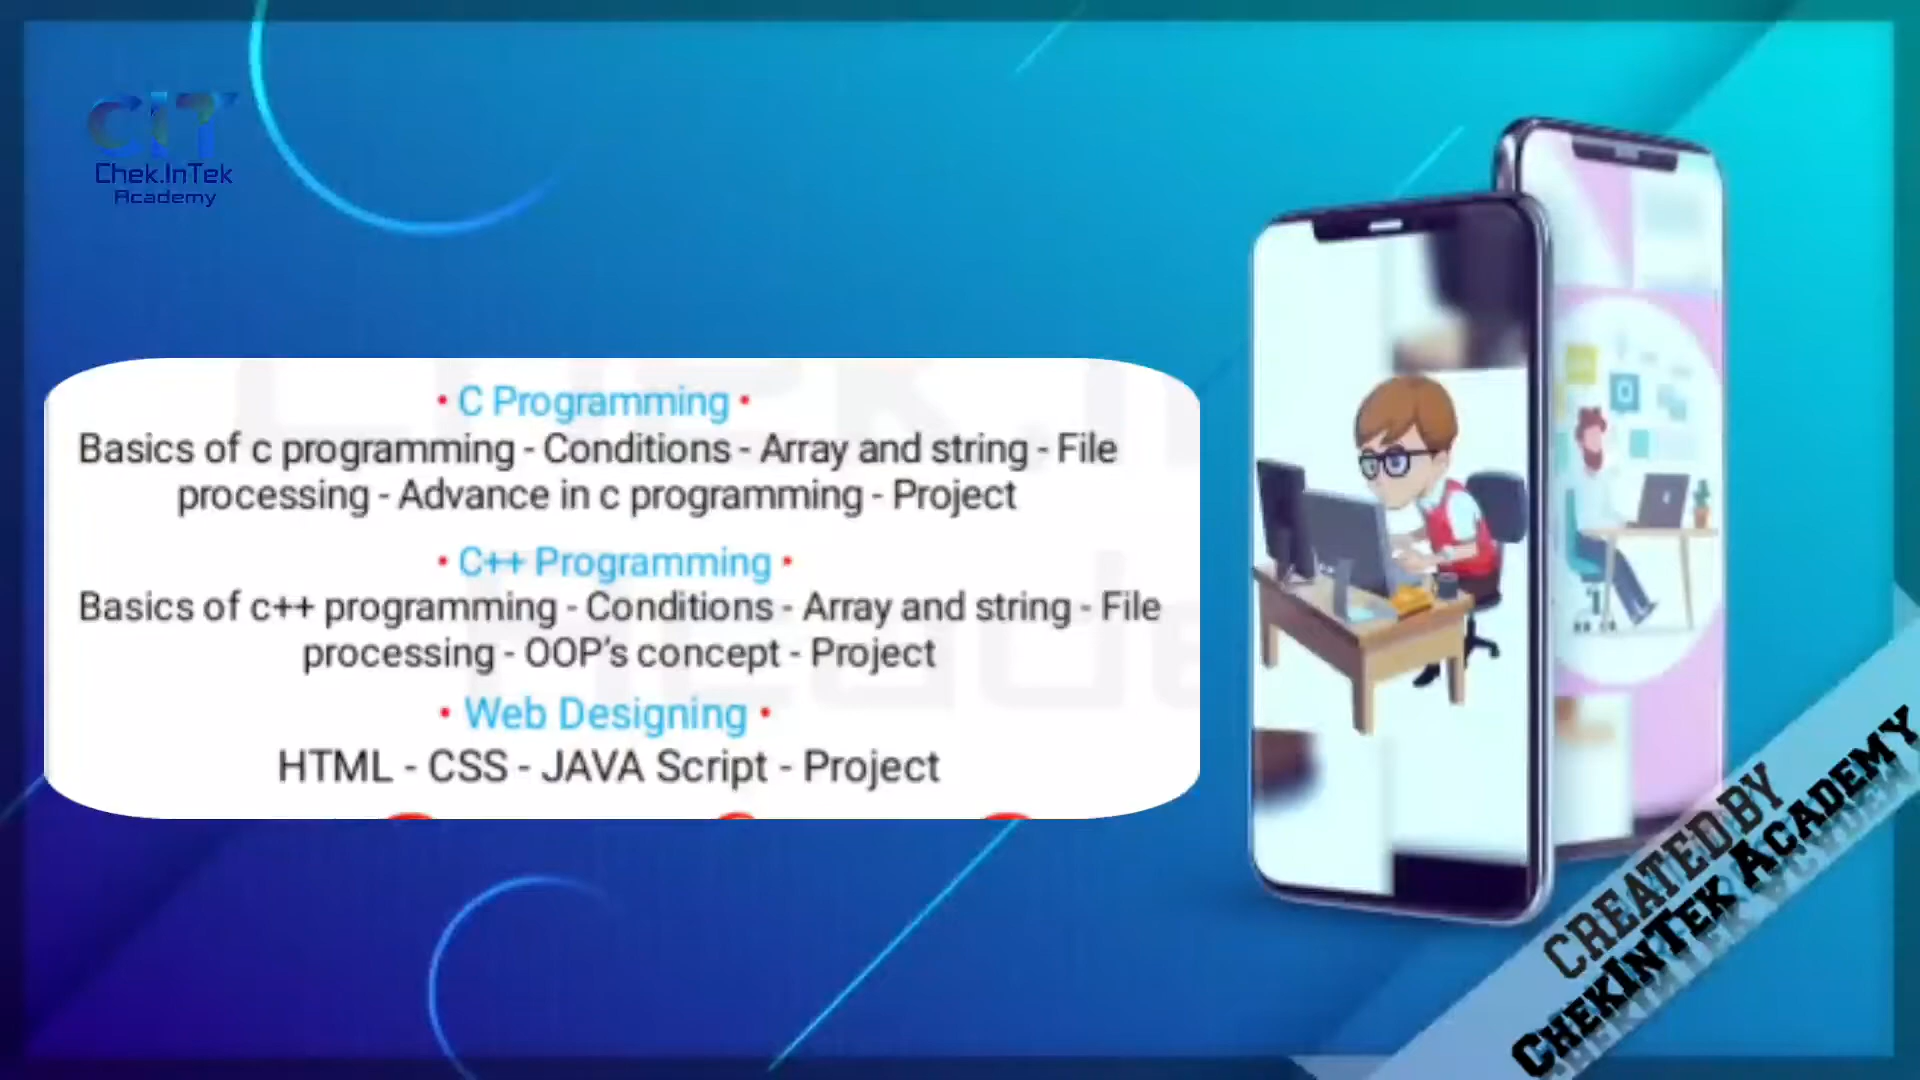 CIT
Chek.InTek
Academy
• C Programming •
Basics of c programming - Conditions - Array and string - File
processing - Advance in c programming - Project
• C++ Programming •
Basics of c++ programming - Conditions - Array and string - File
processing - OOP's concept - Project
• Web Designing •
HTML - CSS - JAVA Script - Project
CREATED BY
CHEKINTEK ACADEMY